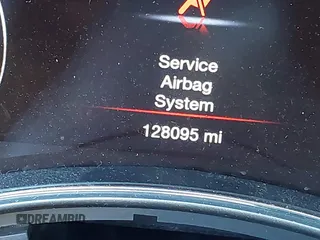 Service
Airbag
System
128095 mi
DREAMBID